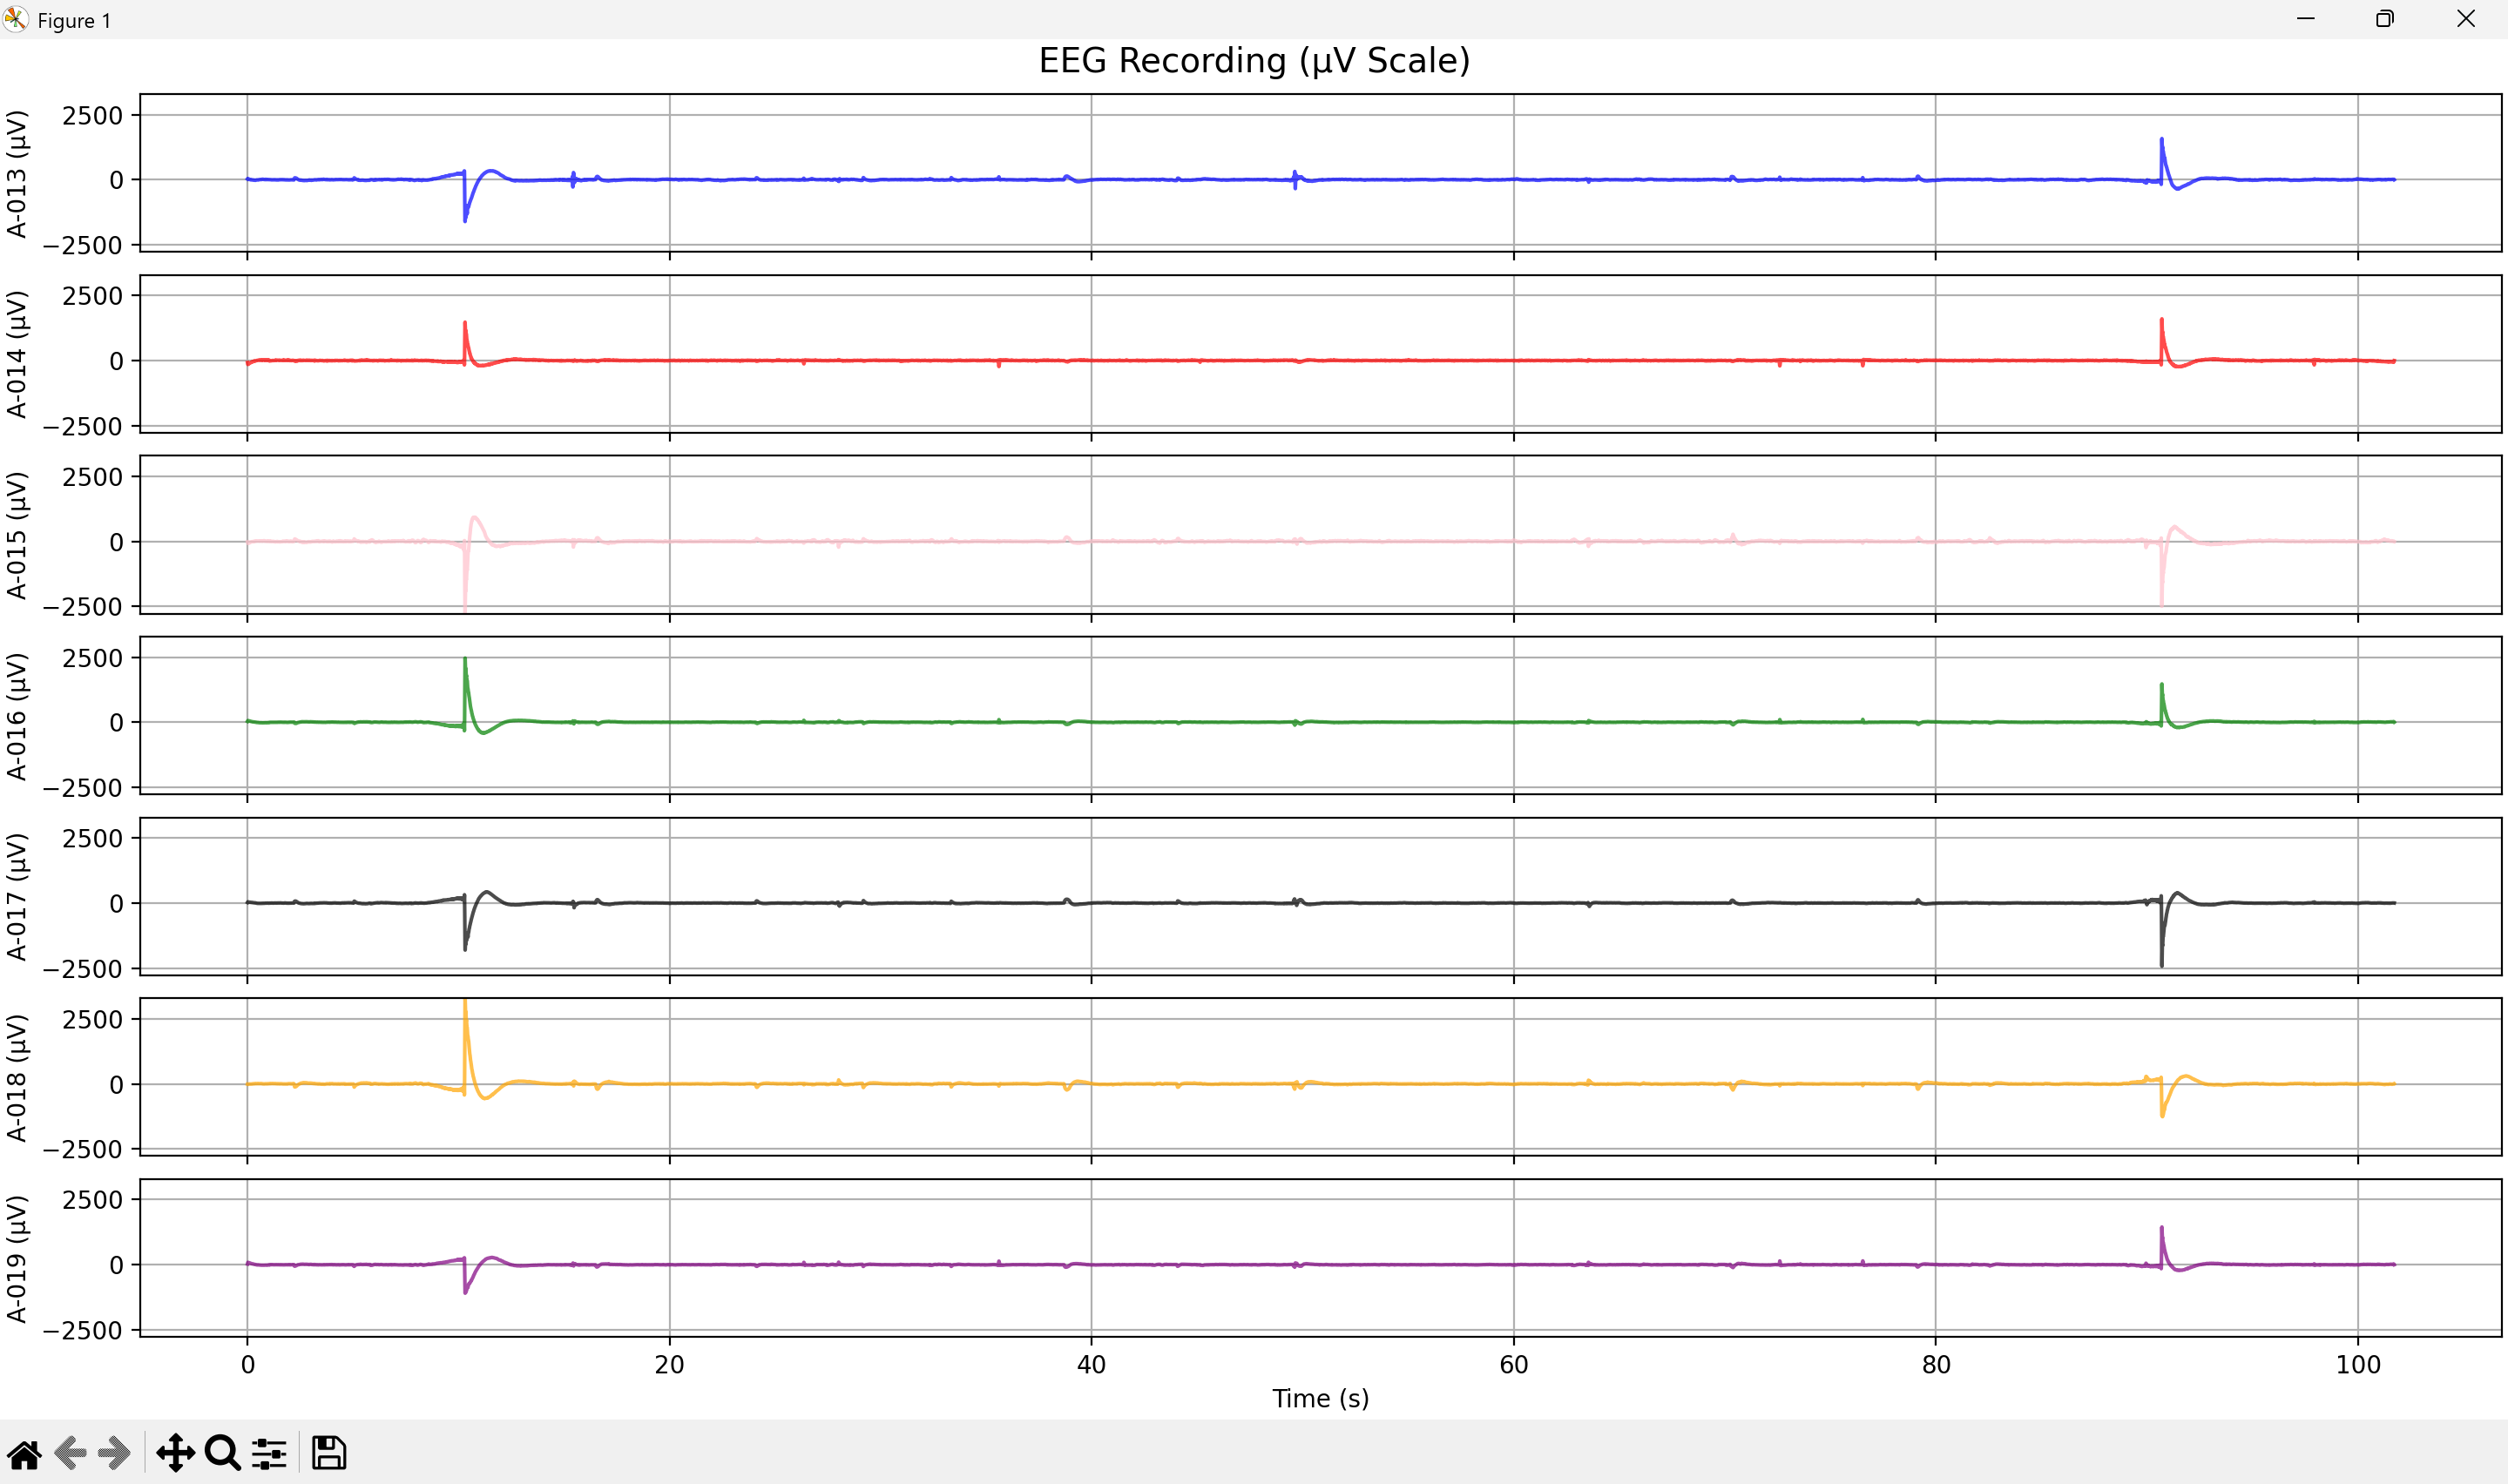 Figure 1
EEG Recording (µV Scale)
A-013 (µV)
2500
0
−2500
A-014 (µV)
2500
0
−2500
A-015 (µV)
2500
0
−2500
A-016 (µV)
2500
0
−2500
A-017 (µV)
2500
0
−2500
A-018 (µV)
2500
0
−2500
A-019 (µV)
2500
0
−2500
0 20 40 60 80 100
Time (s)